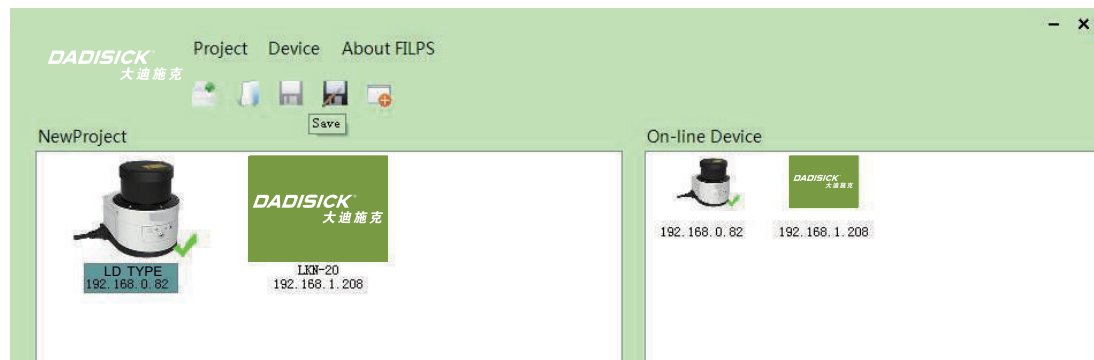 Project Device About FILPS
DADISICK
大迪施克
Save
NewProject
On-line Device
DADISICK
大迪施克
LD TYPE
192.168.0.82
LKN-20
192.168.1.208
DADISICK
大迪施克
192.168.0.82
192.168.1.208